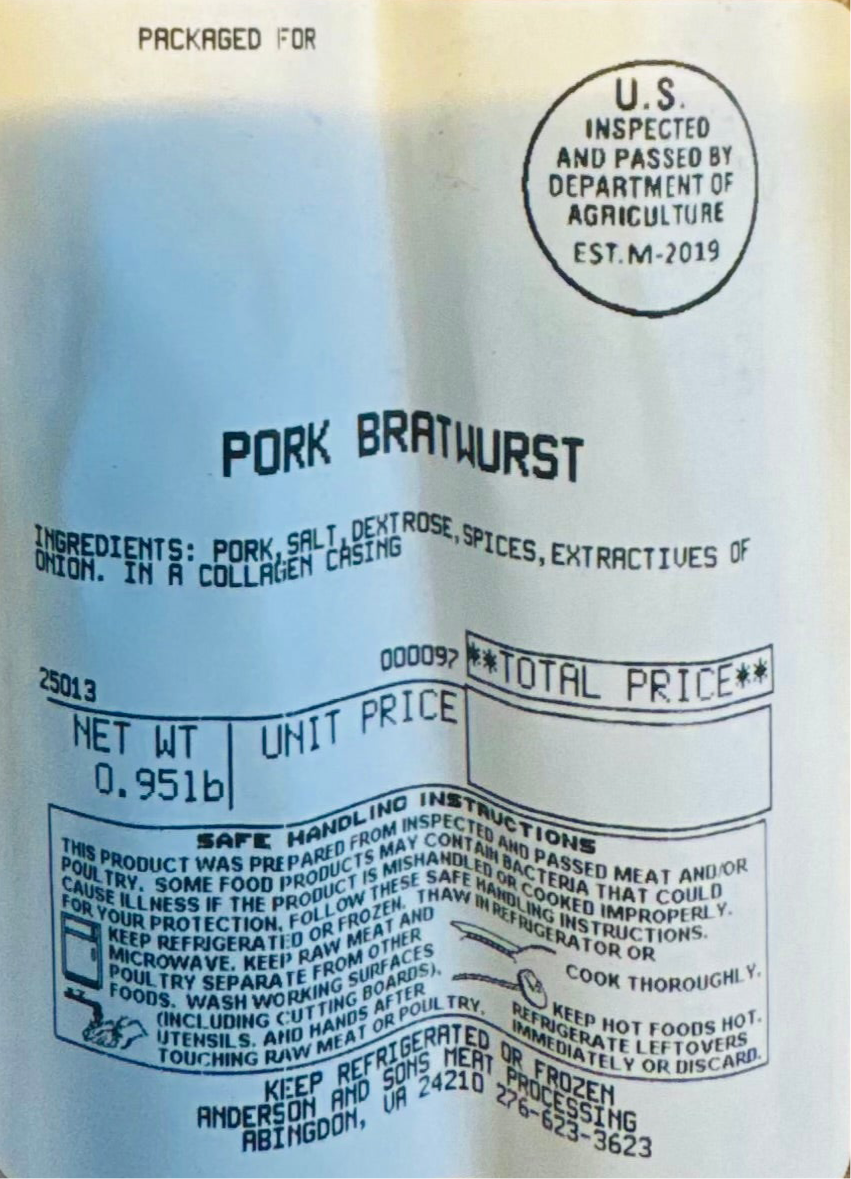 PACKAGED FOR
U.S.
INSPECTED
AND PASSED BY
DEPARTMENT OF
AGRICULTURE
EST.M-2019
PORK BRATWURST
INGREDIENTS: PORK,SALT,DEXTROSE,SPICES,EXTRACTIVES OF
ONION. IN A COLLAGEN CASING
25013
000097
**TOTAL PRICE**
NET WT
0.95lb
UNIT PRICE
SAFE HANDLING INSTRUCTIONS
THIS PRODUCT WAS PREPARED FROM INSPECTED AND PASSED MEAT AND/OR
POULTRY. SOME FOOD PRODUCTS MAY CONTAIN BACTERIA THAT COULD
CAUSE ILLNESS IF THE PRODUCT IS MISHANDLED OR COOKED IMPROPERLY.
FOR YOUR PROTECTION, FOLLOW THESE SAFE HANDLING INSTRUCTIONS.
KEEP REFRIGERATED OR FROZEN. THAW IN REFRIGERATOR OR
MICROWAVE. KEEP RAW MEAT AND
POULTRY SEPARATE FROM OTHER
FOODS. WASH WORKING SURFACES
(INCLUDING CUTTING BOARDS),
UTENSILS, AND HANDS AFTER
TOUCHING RAW MEAT OR POULTRY.
COOK THOROUGHLY.
KEEP HOT FOODS HOT.
REFRIGERATE LEFTOVERS
IMMEDIATELY OR DISCARD.
KEEP REFRIGERATED OR FROZEN
ANDERSON AND SONS MEAT PROCESSING
ABINGDON, VA 24210 276-623-3623